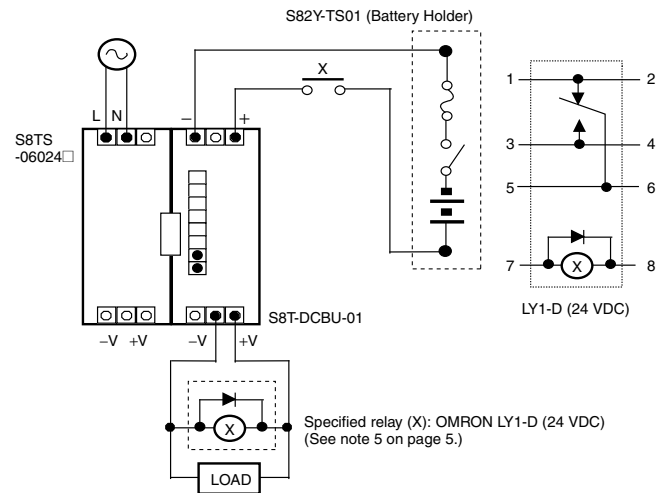 S82Y-TS01 (Battery Holder)
X
L N
− +
1 2
3 4
5 6
7 X 8
LY1-D (24 VDC)
S8TS
-06024□
S8T-DCBU-01
−V +V
−V +V
X
Specified relay (X): OMRON LY1-D (24 VDC)
(See note 5 on page 5.)
LOAD